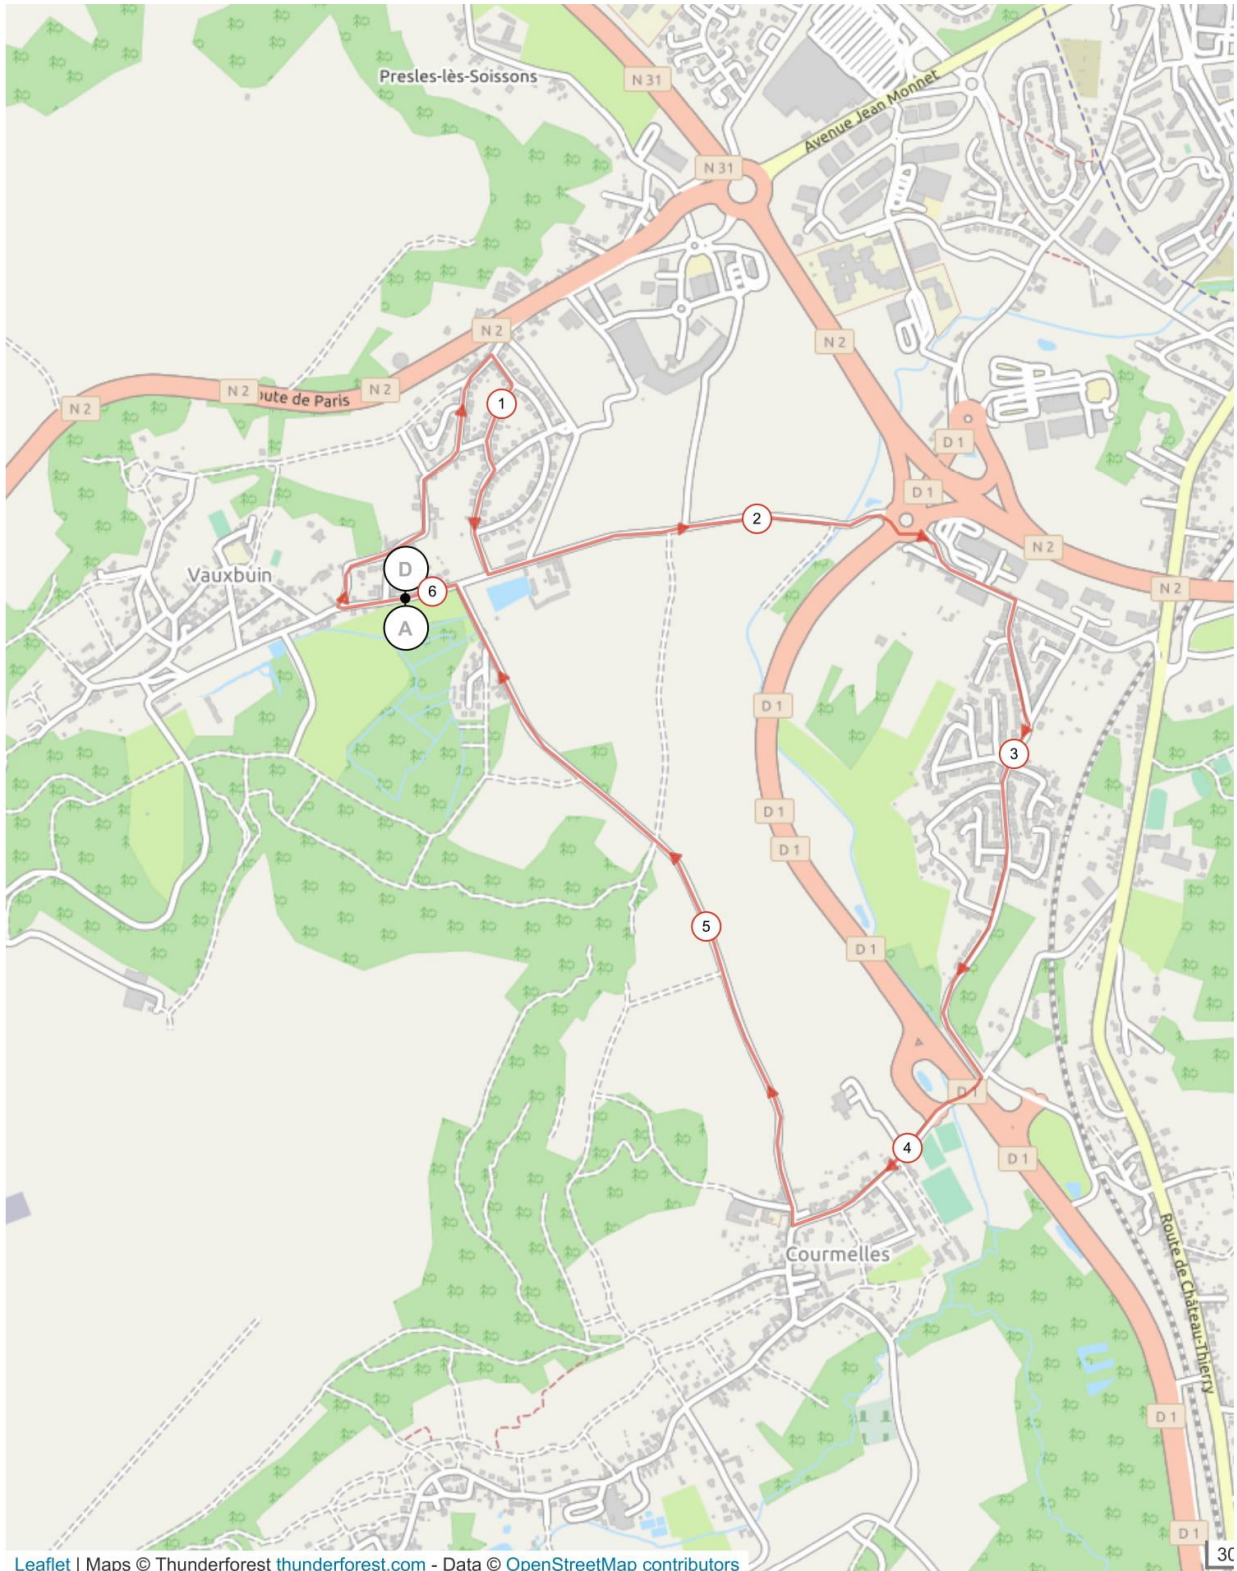 Presles-lès-Soissons
N 31
Avenue Jean Monnet
N 31
N 2
N 2
N 2
N 2
N 2
oute de Paris
1
D 1
D 1
2
N 2
Vauxbuin
D
6
A
N 2
D 1
3
D 1
D 1
5
D 1
D 1
4
D 1
Courmelles
Route de Château-Thierry
D 1
D 1
30
Leaflet | Maps © Thunderforest thunderforest.com - Data © OpenStreetMap contributors